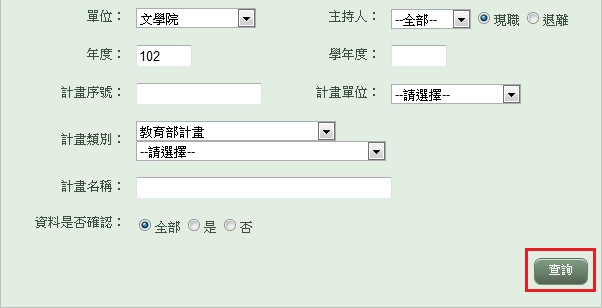 單位： 文學院 主持人： --全部-- 現職 退離
年度： 102 學年度：
計畫序號： 計畫單位： --請選擇--
計畫類別： 教育部計畫
--請選擇--
計畫名稱：
資料是否確認： 全部 是 否
查詢